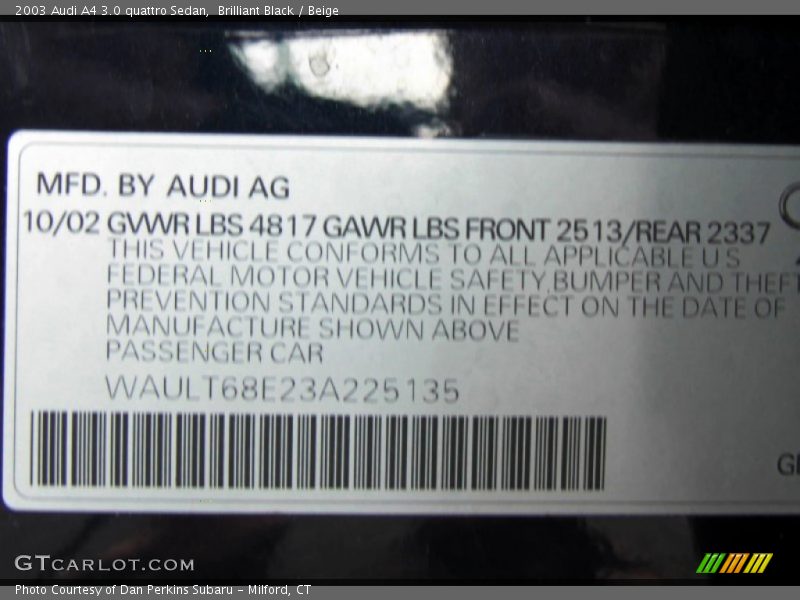 2003 Audi A4 3.0 quattro Sedan,  Brilliant Black / Beige
MFD. BY AUDI AG
10/02 GVWR LBS 4817 GAWR LBS FRONT 2513/REAR 2337
THIS VEHICLE CONFORMS TO ALL APPLICABLE U S
FEDERAL MOTOR VEHICLE SAFETY,BUMPER AND THEFT
PREVENTION STANDARDS IN EFFECT ON THE DATE OF
MANUFACTURE SHOWN ABOVE
PASSENGER CAR
WAULT68E23A225135
GTCARLOT.COM
Photo Courtesy of Dan Perkins Subaru - Milford, CT